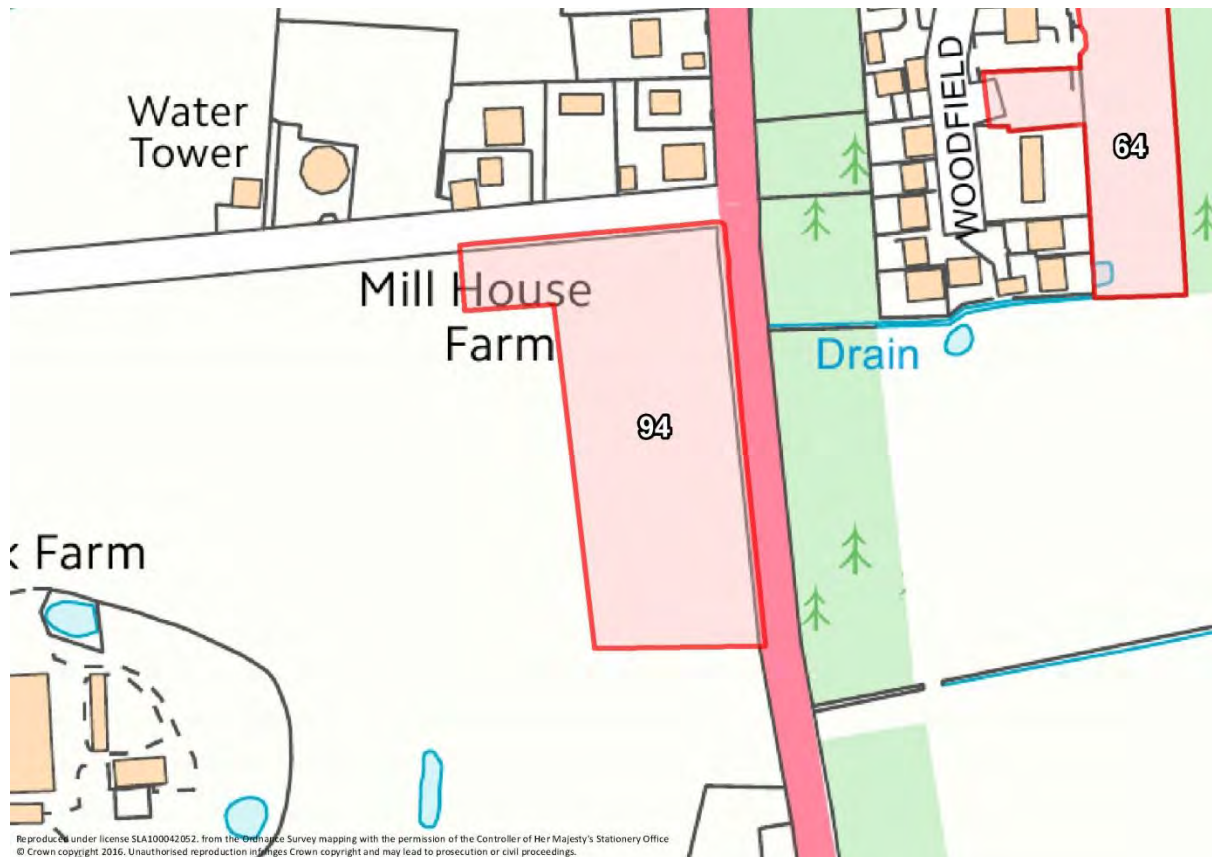 Water
Tower
WOODFIELD
64
Mill House
Farm
Drain
94
k Farm
Reproduced under license SLA100042052. from the Ordnance Survey mapping with the permission of the Controller of Her Majesty's Stationery Office
© Crown copyright 2016. Unauthorised reproduction infringes Crown copyright and may lead to prosecution or civil proceedings.